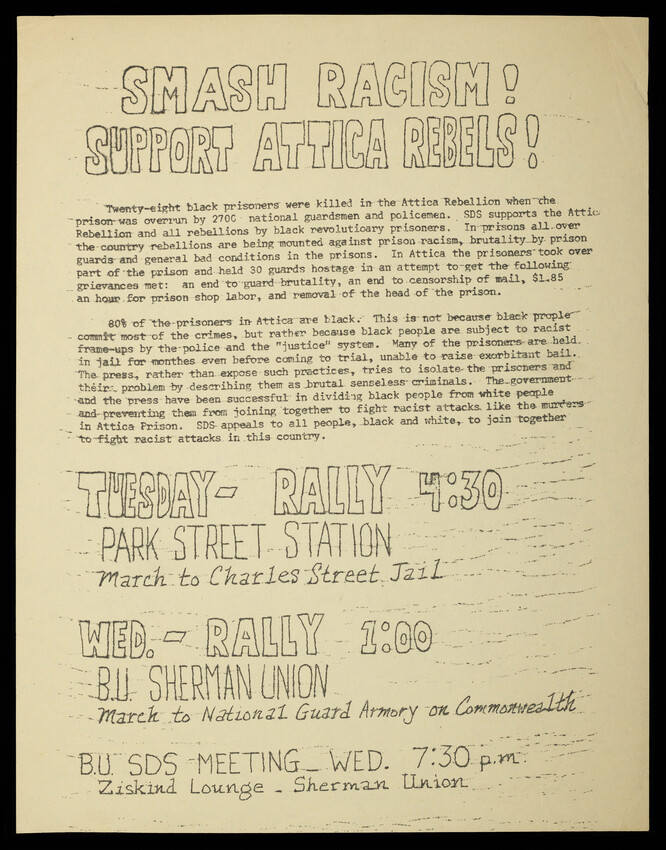 SMASH RACISM!
SUPPORT ATTICA REBELS!
Twenty-eight black prisoners were killed in the Attica Rebellion when the
prison was overrun by 2700 national guardsmen and policemen. SDS supports the Attic
Rebellion and all rebellions by black revoluticary prisoners. In prisons all over
the country rebellions are being mounted against prison racism, brutality by prison
guards and general bad conditions in the prisons. In Attica the prisoners took over
part of the prison and held 30 guards hostage in an attempt to get the following
grievances met: an end to guard brutality, an end to censorship of mail, $1.85
an hour for prison shop labor, and removal of the head of the prison.
80% of the prisoners in Attica are black. This is not because black prople
commit most of the crimes, but rather because black people are subject to racist
frame-ups by the police and the "justice" system. Many of the prisoners are held
in jail for monthes even before coming to trial, unable to raise exorbitant bail.
The press, rather than expose such practices, tries to isolate the prisoners and
their problem by describing them as brutal senseless criminals. The government
and the press have been successful in dividing black people from white people
and preventing them from joining together to fight racist attacks like the murders
in Attica Prison. SDS appeals to all people, black and white, to join together
to fight racist attacks in this country.
TUESDAY- RALLY 4:30
PARK STREET STATION
March to Charles Street Jail
WED. - RALLY 1:00
B.U. SHERMAN UNION
March to National Guard Armory on Commonwealth
B.U. SDS MEETING - WED. 7:30 p.m.
Ziskind Lounge - Sherman Union